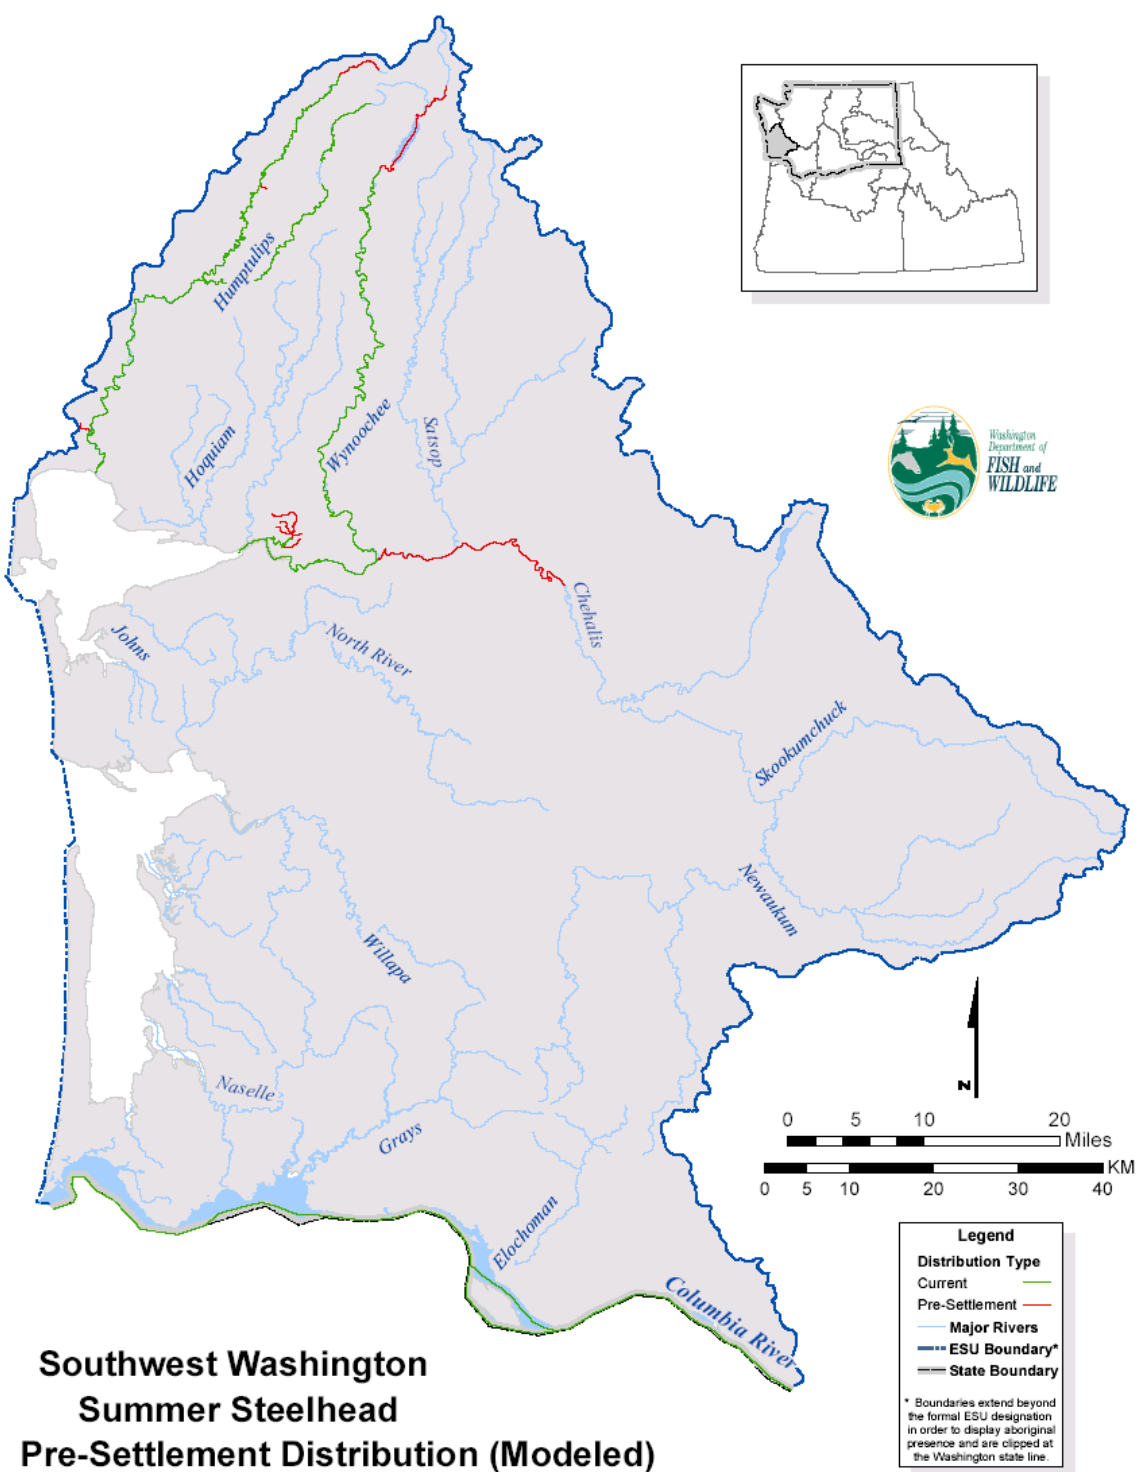 Humptulips
Hoquiam
Wynoochee
Satsop
Washington
Department of
FISH and
WILDLIFE
Chehalis
Johns
North River
Skookumchuck
Newaukum
Willapa
Naselle
Grays
Elochoman
Columbia River
N
0 5 10 20
Miles
KM
0 5 10 20 30 40
Legend
Distribution Type
Current
Pre-Settlement
Major Rivers
ESU Boundary*
State Boundary
* Boundaries extend beyond
the formal ESU designation
in order to display aboriginal
presence and are clipped at
the Washington state line.
Southwest Washington
Summer Steelhead
Pre-Settlement Distribution (Modeled)